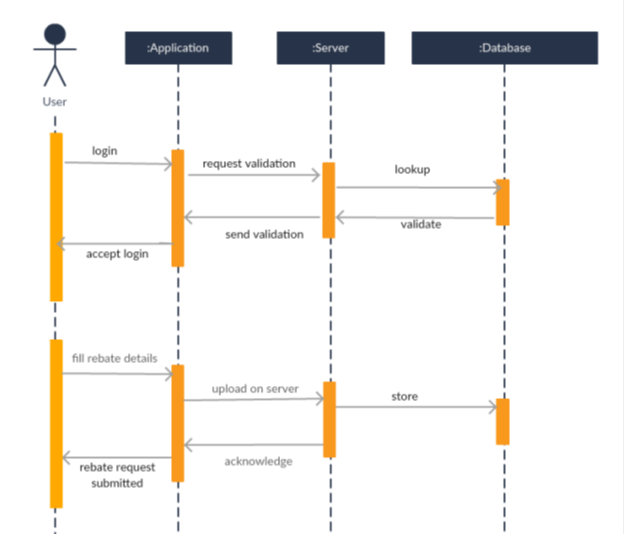 :Application
:Server
:Database
User
login
request validation
lookup
send validation
validate
accept login
fill rebate details
upload on server
store
acknowledge
rebate request
submitted